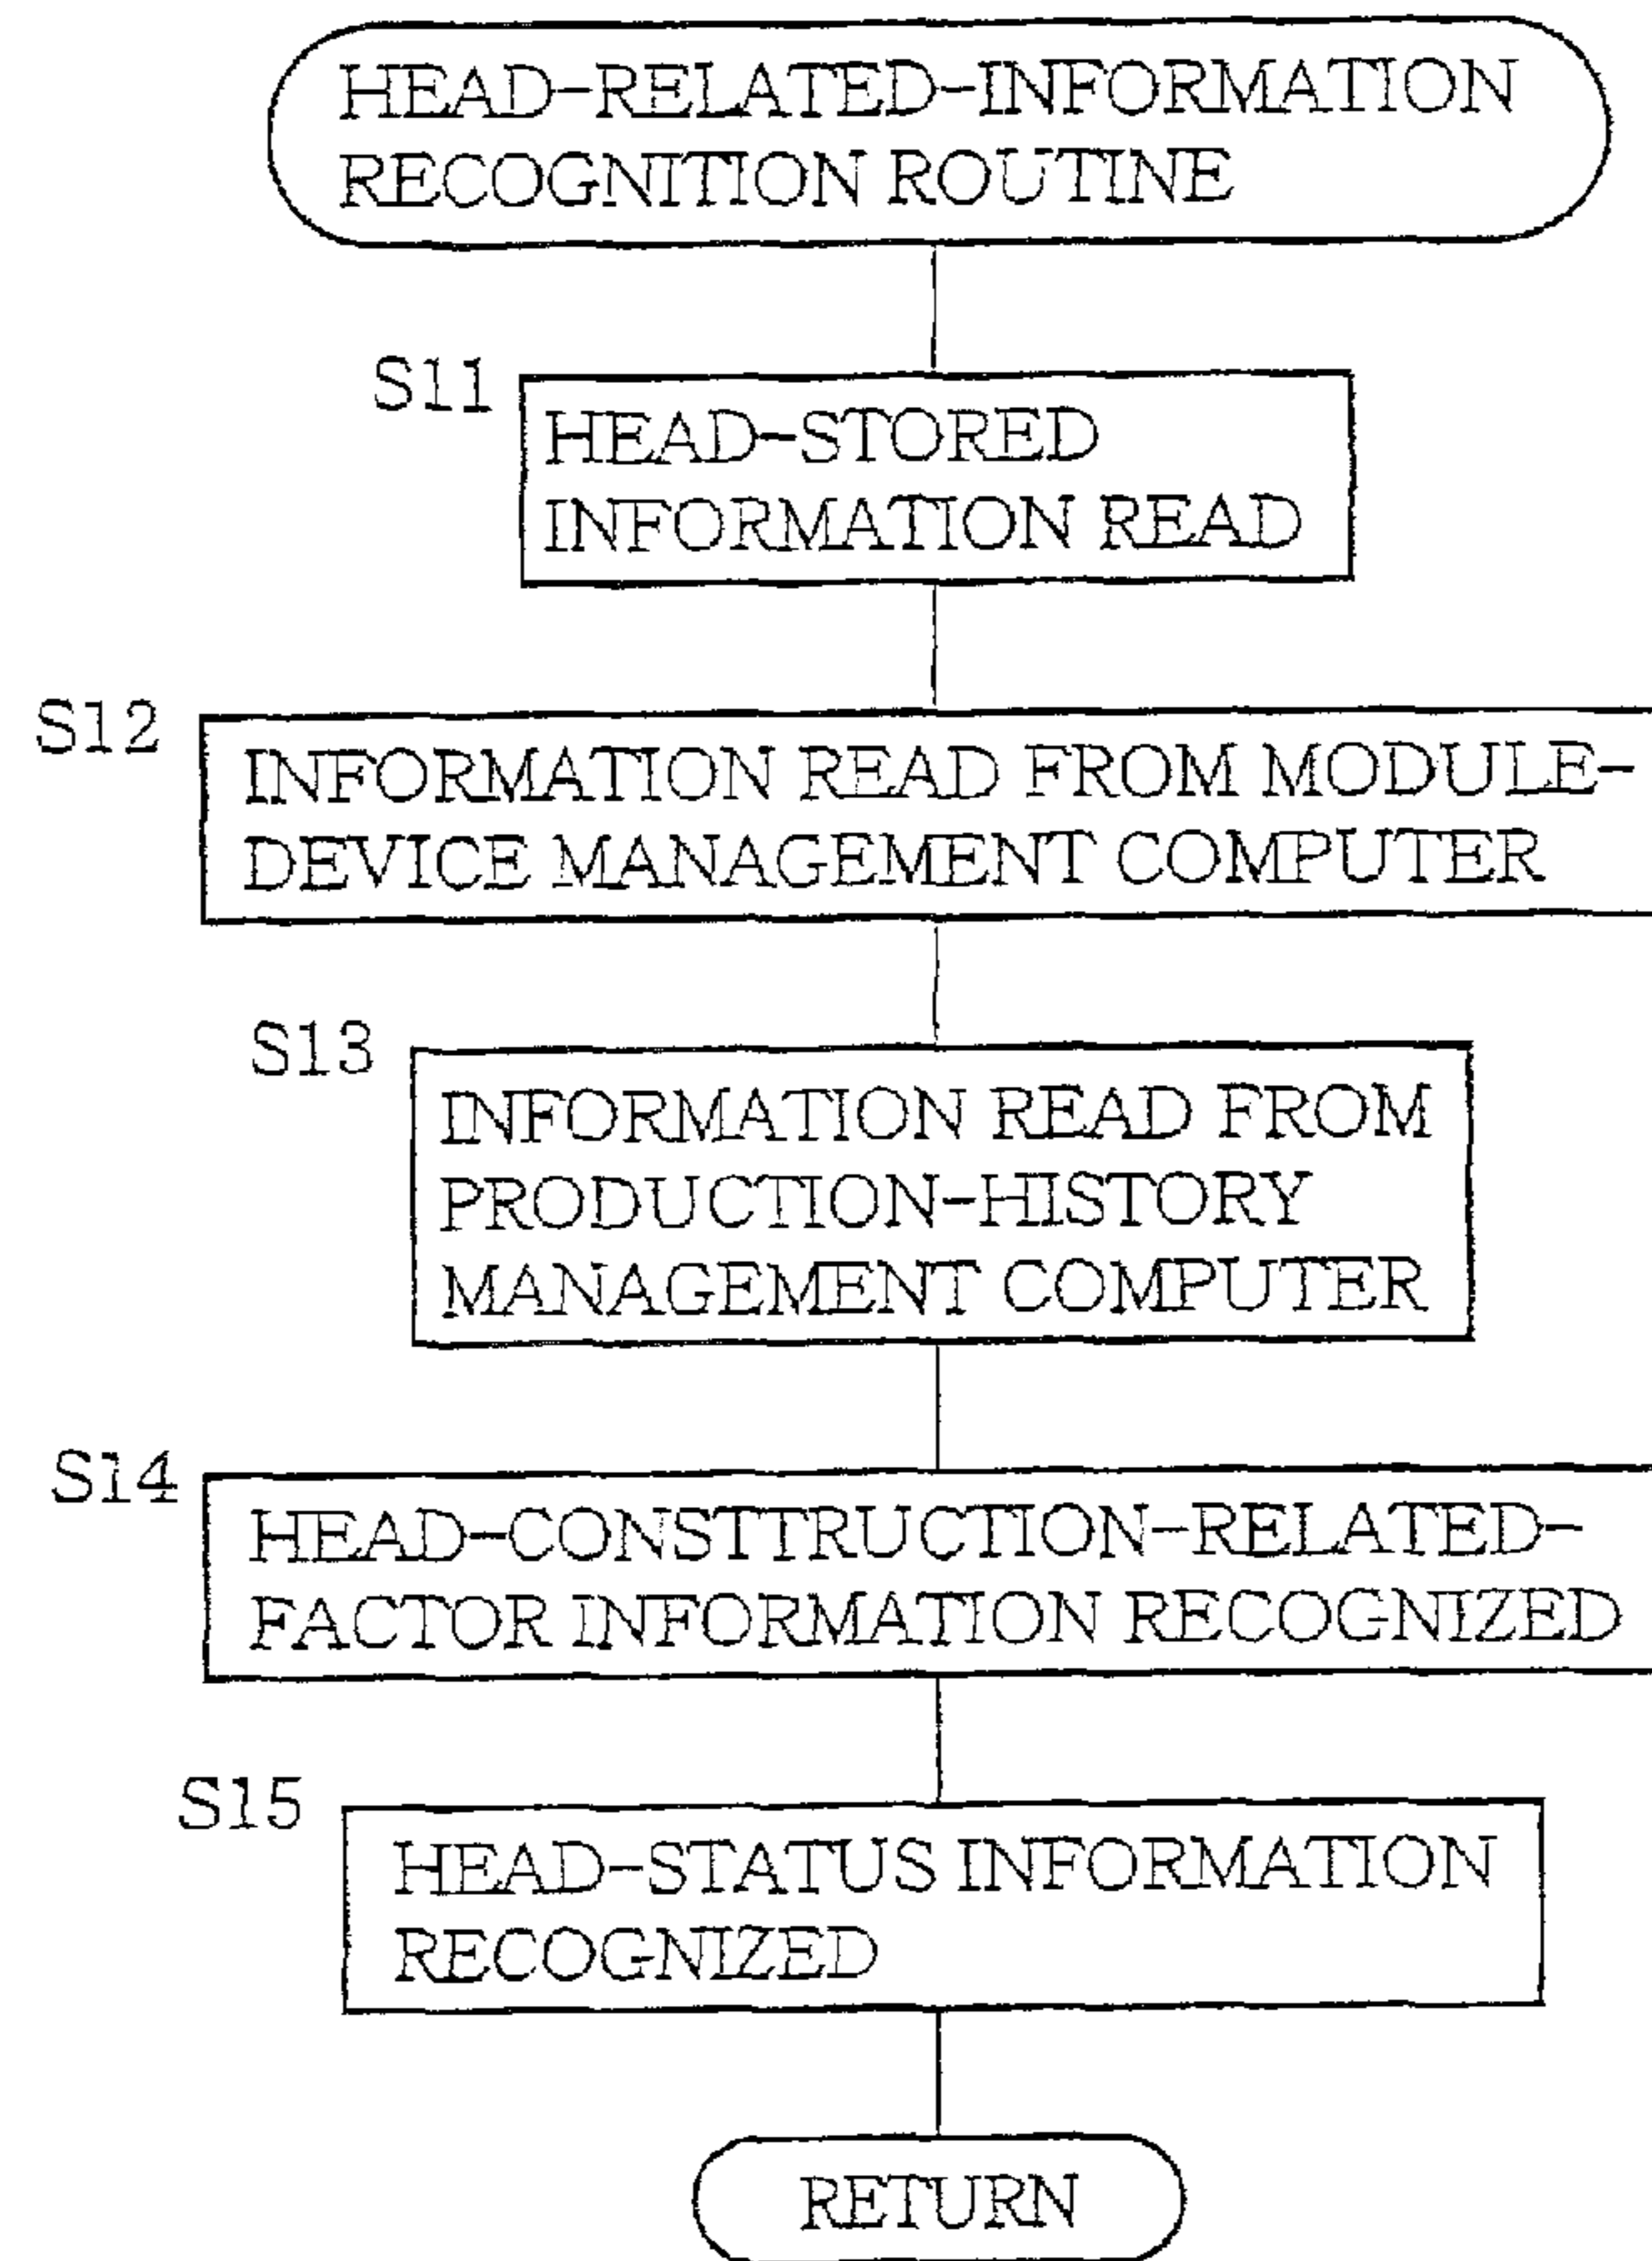 HEAD-RELATED-INFORMATION
RECOGNITION ROUTINE
S11
HEAD-STORED
INFORMATION READ
S12
INFORMATION READ FROM MODULE-
DEVICE MANAGEMENT COMPUTER
S13
INFORMATION READ FROM
PRODUCTION-HISTORY
MANAGEMENT COMPUTER
S14
HEAD-CONSTTRUCTION-RELATED-
FACTOR INFORMATION RECOGNIZED
S15
HEAD-STATUS INFORMATION
RECOGNIZED
RETURN